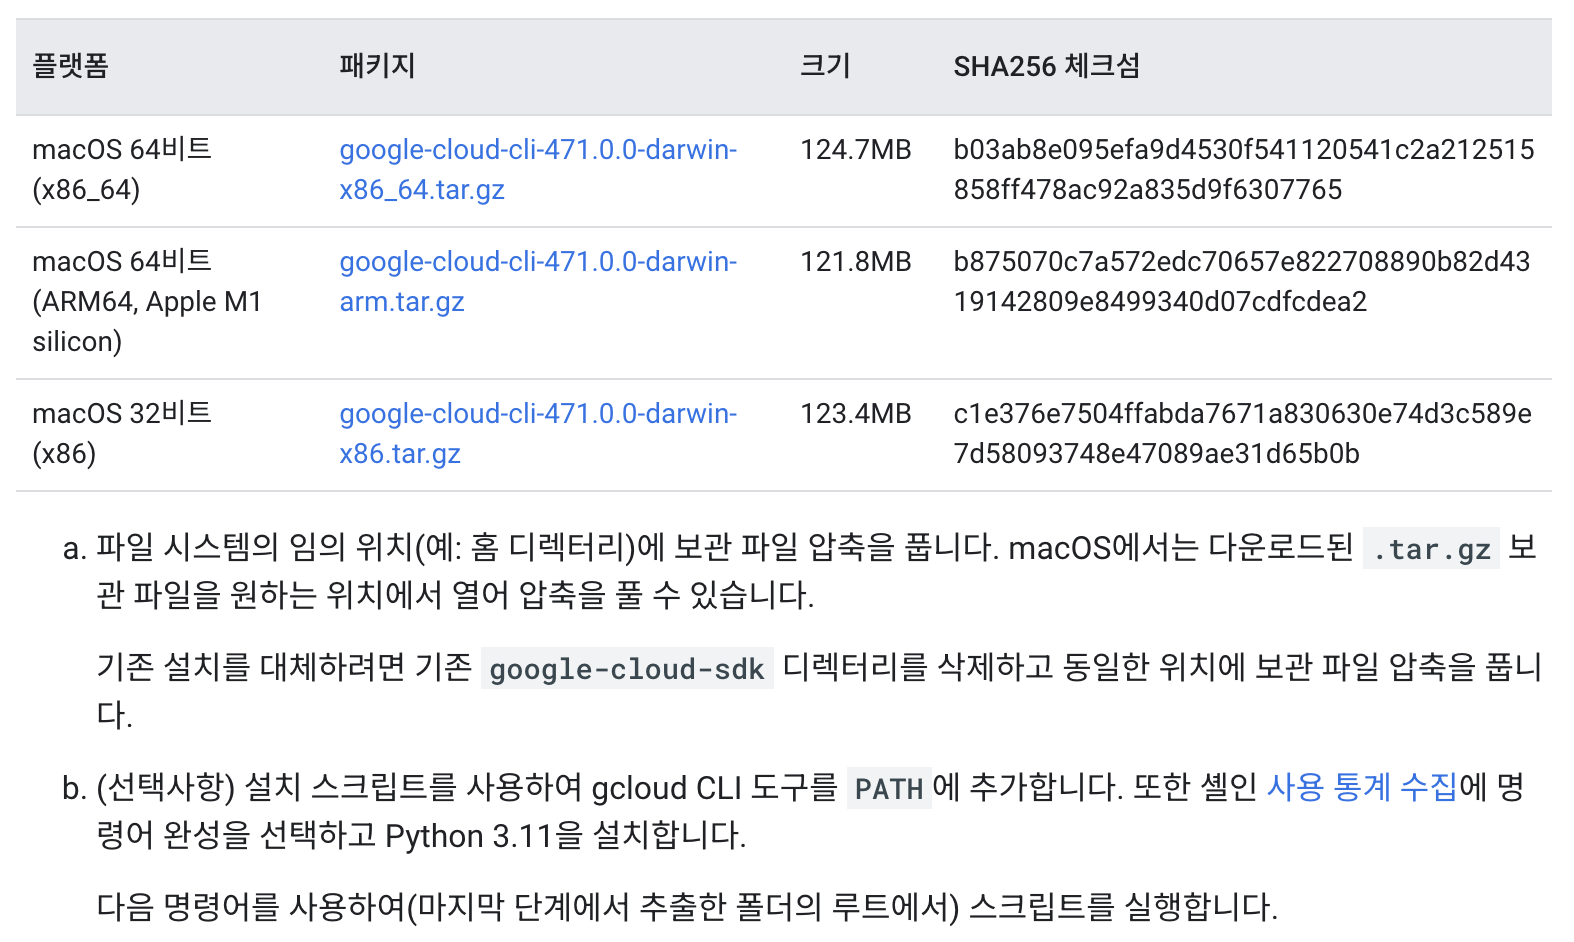 플랫폼 패키지 크기 SHA256 체크섬
macOS 64비트 google-cloud-cli-471.0.0-darwin- 124.7MB b03ab8e095efa9d4530f541120541c2a212515
(x86_64) x86_64.tar.gz 858ff478ac92a835d9f6307765
macOS 64비트 google-cloud-cli-471.0.0-darwin- 121.8MB b875070c7a572edc70657e822708890b82d43
(ARM64, Apple M1 arm.tar.gz 19142809e8499340d07cdfcdea2
silicon)
macOS 32비트 google-cloud-cli-471.0.0-darwin- 123.4MB c1e376e7504ffabda7671a830630e74d3c589e
(x86) x86.tar.gz 7d58093748e47089ae31d65b0b
a. 파일 시스템의 임의 위치(예: 홈 디렉터리)에 보관 파일 압축을 풉니다. macOS에서는 다운로드된 .tar.gz 보
관 파일을 원하는 위치에서 열어 압축을 풀 수 있습니다.
기존 설치를 대체하려면 기존 google-cloud-sdk 디렉터리를 삭제하고 동일한 위치에 보관 파일 압축을 풉니
다.
b. (선택사항) 설치 스크립트를 사용하여 gcloud CLI 도구를 PATH에 추가합니다. 또한 셸인 사용 통계 수집에 명
령어 완성을 선택하고 Python 3.11을 설치합니다.
다음 명령어를 사용하여(마지막 단계에서 추출한 폴더의 루트에서) 스크립트를 실행합니다.